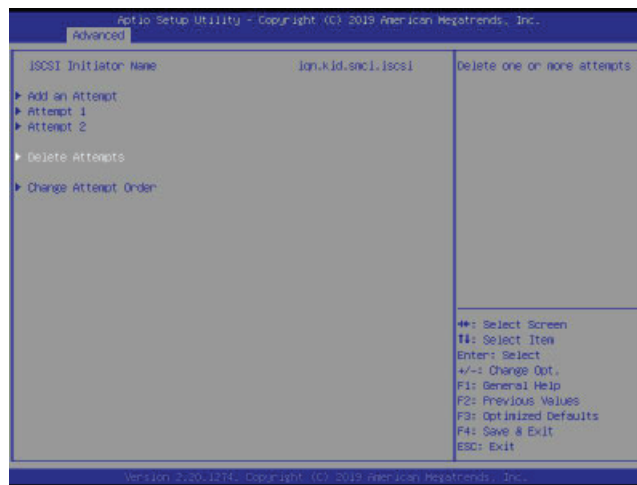 Aptio Setup Utility - Copyright (C) 2019 American Megatrends, Inc.
Advanced
iSCSI Initiator Name iqn.kid.smci.iscsi
Delete one or more attempts
Add an Attempt
Attempt 1
Attempt 2
Delete Attempts
Change Attempt Order
: Select Screen
: Select Item
Enter: Select
+/-: Change Opt.
F1: General Help
F2: Previous Values
F3: Optimized Defaults
F4: Save & Exit
ESC: Exit
Version 2.20.1274. Copyright (C) 2019 American Megatrends, Inc.